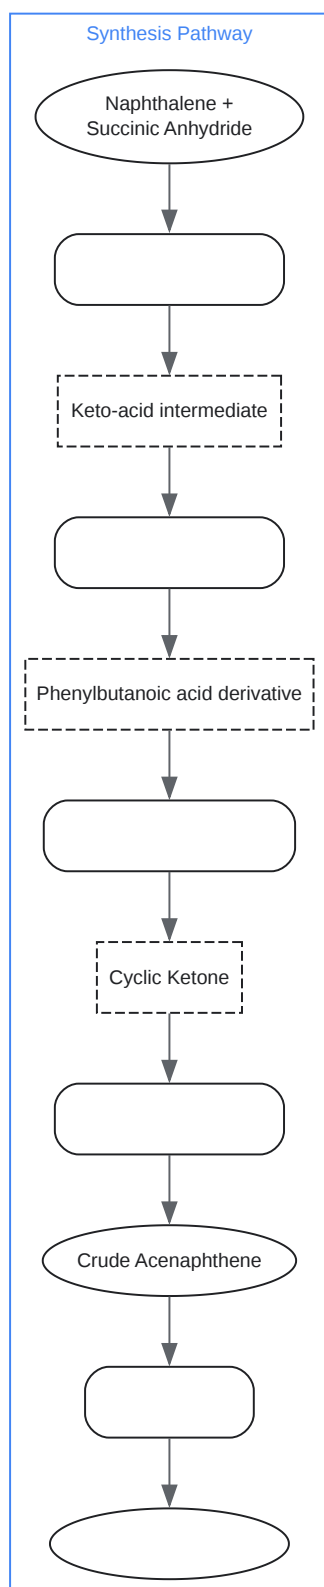 Synthesis Pathway
Naphthalene +
Succinic Anhydride
Keto-acid intermediate
Phenylbutanoic acid derivative
Cyclic Ketone
Crude Acenaphthene